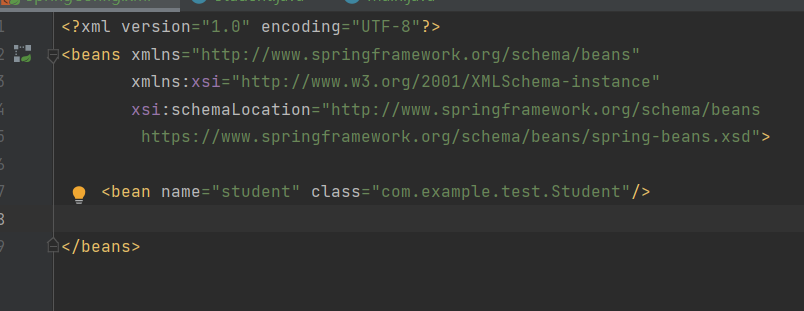 <?xml version="1.0" encoding="UTF-8"?>
<beans xmlns="http://www.springframework.org/schema/beans"
xmlns:xsi="http://www.w3.org/2001/XMLSchema-instance"
xsi:schemaLocation="http://www.springframework.org/schema/beans
https://www.springframework.org/schema/beans/spring-beans.xsd">
<bean name="student" class="com.example.test.Student"/>
</beans>